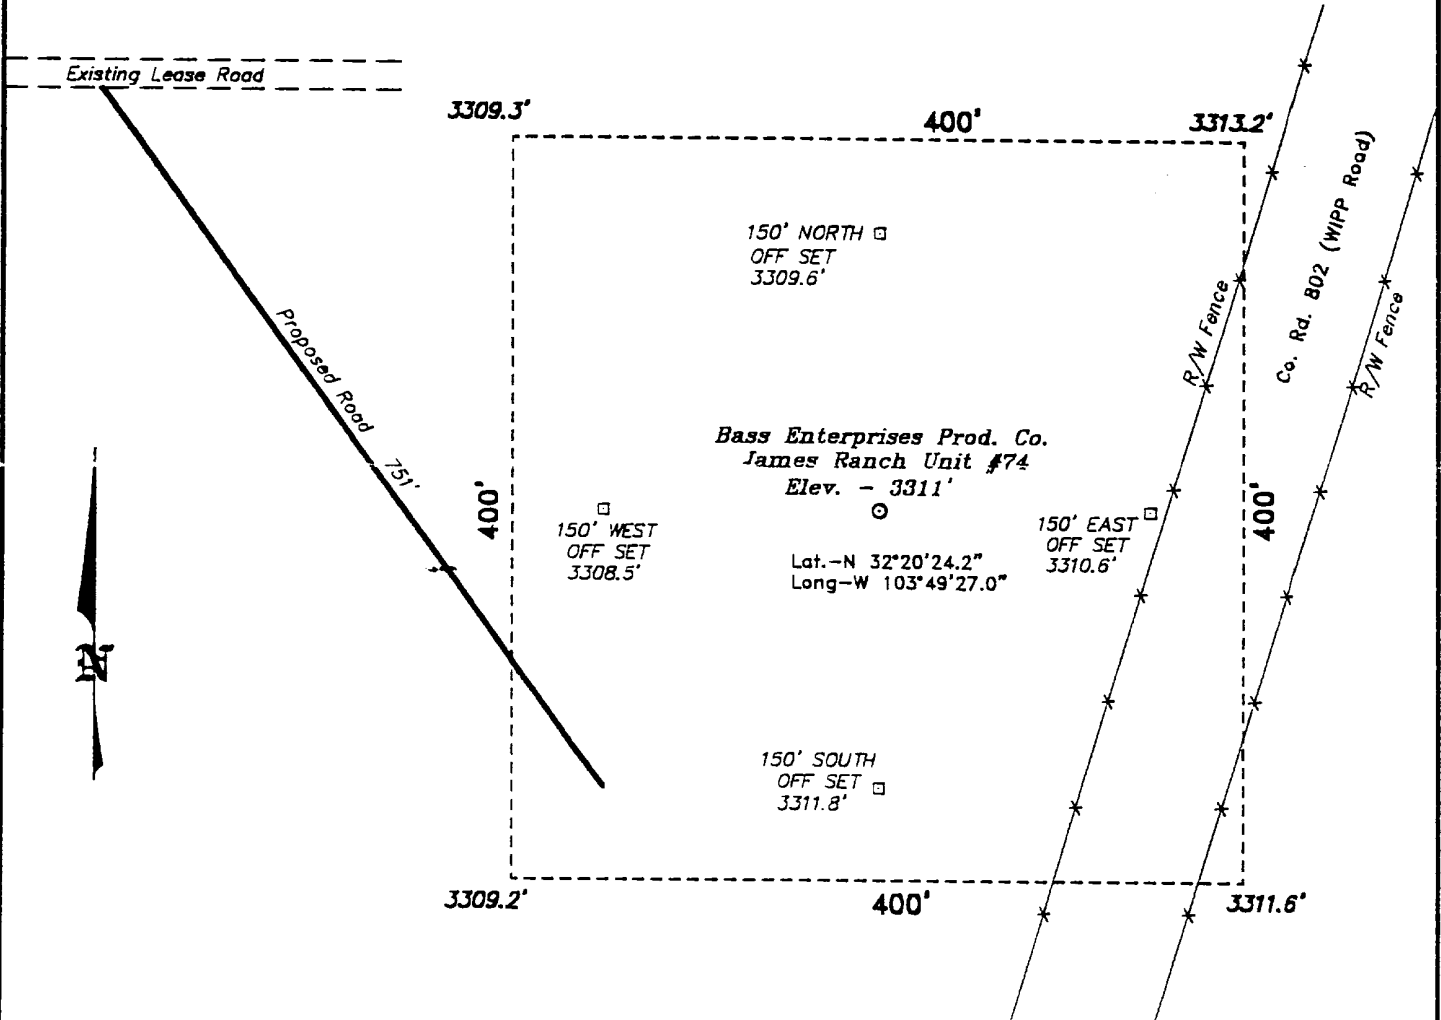 Existing Lease Road
3309.3'
400'
3313.2'
150' NORTH
OFF SET
3309.6'
Co. Rd. 802 (WIPP Road)
R/W Fence
R/W Fence
Proposed Road 751'
Bass Enterprises Prod. Co.
James Ranch Unit #74
Elev. - 3311'
400'
150' WEST
OFF SET
3308.5'
150' EAST
OFF SET
3310.6'
400'
Lat.-N 32°20'24.2"
Long-W 103°49'27.0"
N
150' SOUTH
OFF SET
3311.8'
3309.2'
400'
3311.6'